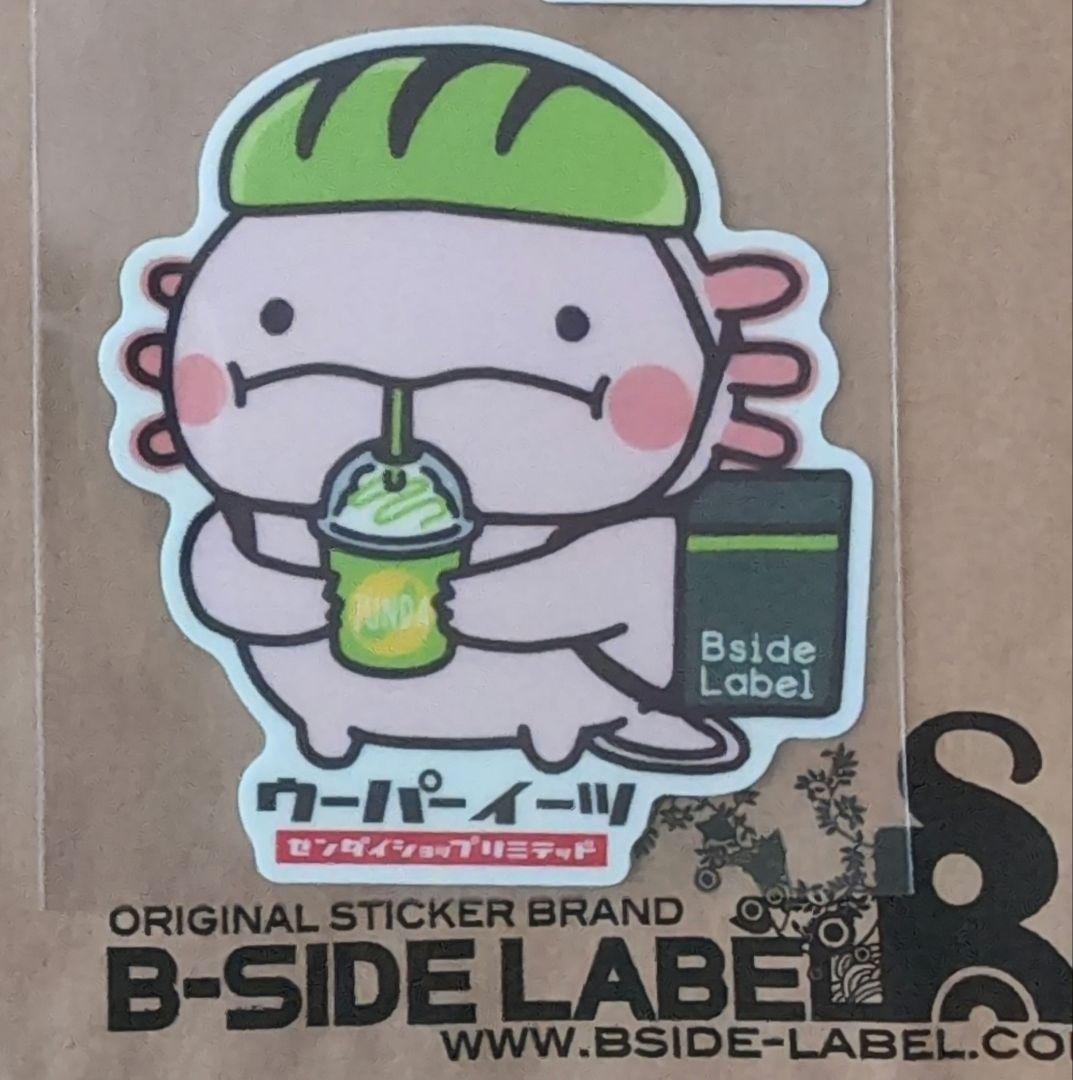 Bside
Label
ウーパーイーツ
センダイショップリミテッド
ORIGINAL STICKER BRAND
B-SIDE LABEL
WWW.BSIDE-LABEL.CO